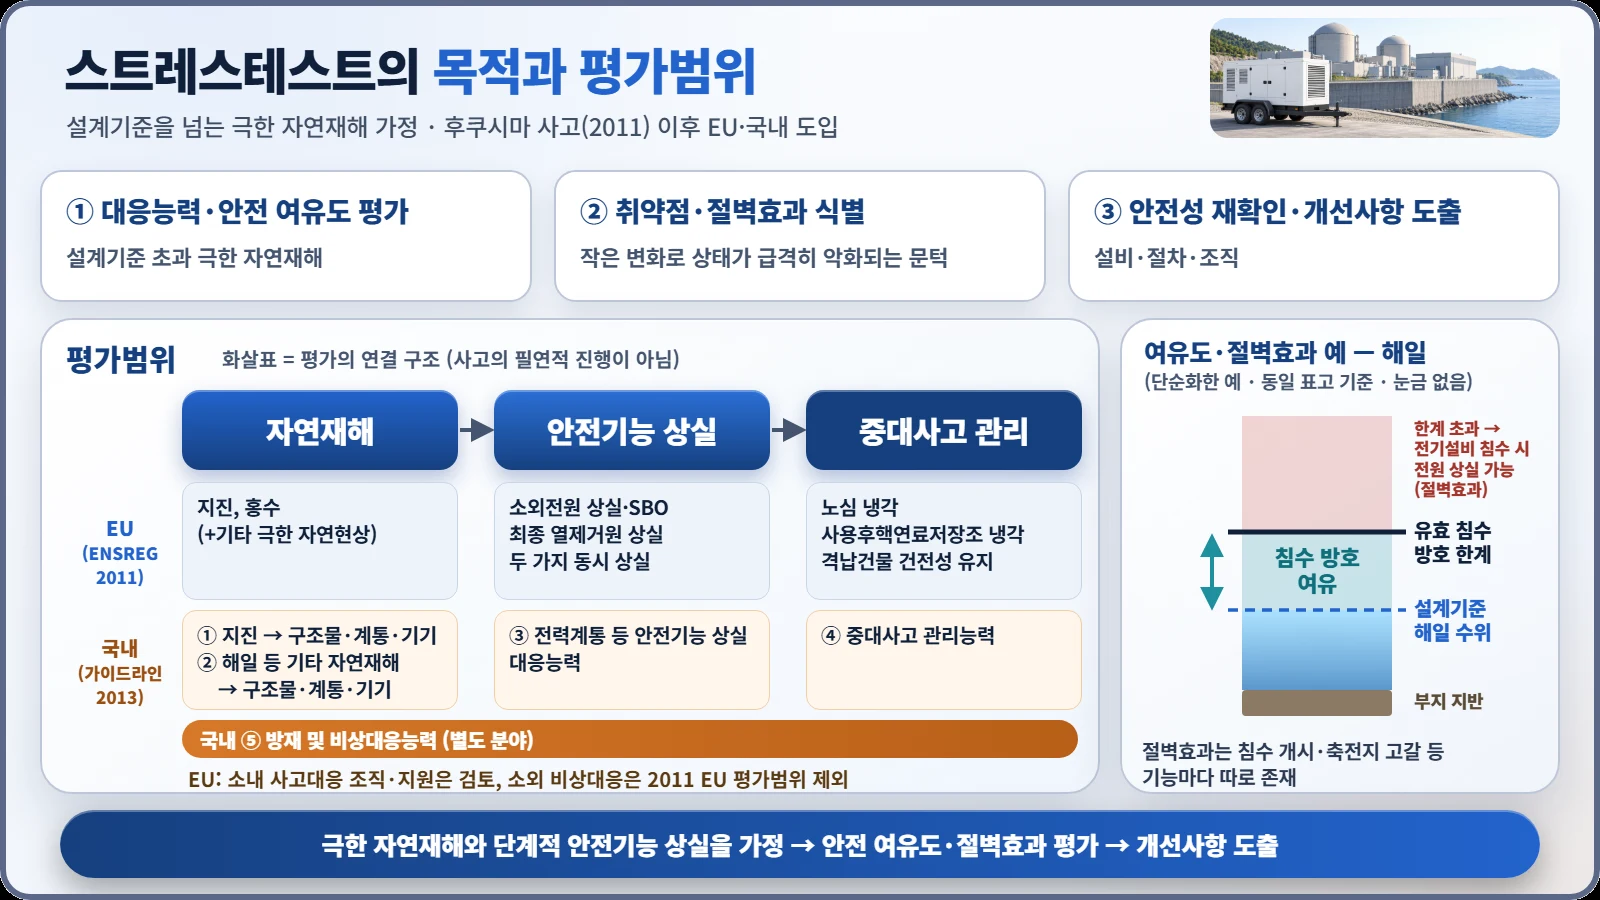 스트레스테스트의 목적과 평가범위
설계기준을 넘는 극한 자연재해 가정 · 후쿠시마 사고(2011) 이후 EU·국내 도입
① 대응능력·안전 여유도 평가
설계기준 초과 극한 자연재해
② 취약점·절벽효과 식별
작은 변화로 상태가 급격히 악화되는 문턱
③ 안전성 재확인·개선사항 도출
설비·절차·조직
평가범위
화살표 = 평가의 연결 구조 (사고의 필연적 진행이 아님)
자연재해
안전기능 상실
중대사고 관리
EU
(ENSREG
2011)
지진, 홍수
(+기타 극한 자연현상)
소외전원 상실·SBO
최종 열제거원 상실
두 가지 동시 상실
노심 냉각
사용후핵연료저장조 냉각
격납건물 건전성 유지
국내
(가이드라인
2013)
① 지진 → 구조물·계통·기기
② 해일 등 기타 자연재해
→ 구조물·계통·기기
③ 전력계통 등 안전기능 상실
대응능력
④ 중대사고 관리능력
국내 ⑤ 방재 및 비상대응능력 (별도 분야)
EU: 소내 사고대응 조직·지원은 검토, 소외 비상대응은 2011 EU 평가범위 제외
여유도·절벽효과 예 — 해일
(단순화한 예 · 동일 표고 기준 · 눈금 없음)
한계 초과 →
전기설비 침수 시
전원 상실 가능
(절벽효과)
유효 침수
방호 한계
침수 방호
여유
설계기준
해일 수위
부지 지반
절벽효과는 침수 개시·축전지 고갈 등
기능마다 따로 존재
극한 자연재해와 단계적 안전기능 상실을 가정 → 안전 여유도·절벽효과 평가 → 개선사항 도출